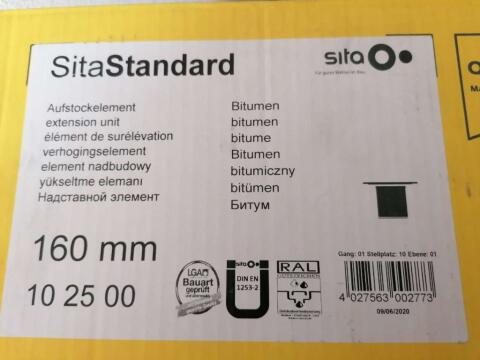 SitaStandard
sita
Für gutes Wetter im Bau.
Aufstockelement Bitumen
extension unit bitumen
élément de surélévation bitume
verhogingselement Bitumen
element nadbudowy bitumiczny
yükseltme elemanı bitümen
Надставной элемент Битум
160 mm
10 25 00
LGA
Bauart
geprüft
sita
DIN EN
1253-2
RAL
GÜTEZEICHEN
Gang: 01 Stellplatz: 10 Ebene: 01
4 027563 002773
09/06/2020
MA